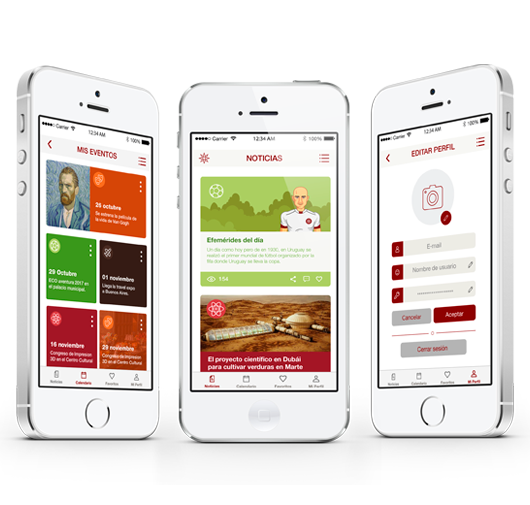 Carrier
12:34 AM
100%
MIS EVENTOS
26 octubre
Se estrena la película de
la vida de Van Gogh
29 Octubre
ECO aventura 2017 en
el palacio municipal
01 noviembre
Llega la travel expo
a Buenos Aires.
16 noviembre
Congreso de Impresion
3D en el Centro Cultural
29 noviembre
Congreso de Impresion
3D en el Centro Cultural
Noticias
Calendario
Favoritos
Mi Perfil
Carrier
12:34 AM
100%
NOTICIAS
Efemérides del día
Un día como hoy pero de en 1930, en Uruguay se
realizó el primer mundial de fútbol organizado por la
fifa donde Uruguay se lleva la copa.
154
El proyecto científico en Dubái
para cultivar verduras en Marte
Noticias
Calendario
Favoritos
Mi Perfil
Carrier
12:34 AM
100%
EDITAR PERFIL
E-mail
Nombre de usuario
Cancelar
Aceptar
Cerrar sesión
Noticias
Calendario
Favoritos
Mi Perfil